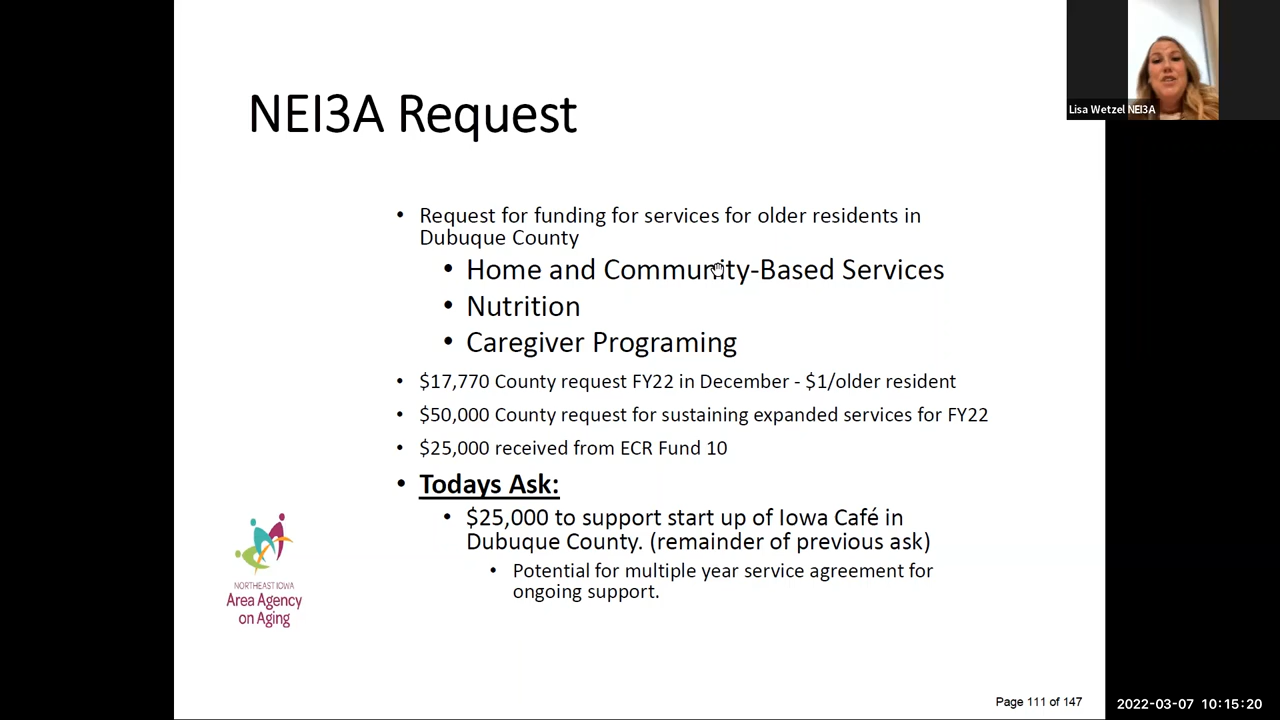 Lisa Wetzel NEI3A
NEI3A Request
• Request for funding for services for older residents in
Dubuque County
• Home and Community-Based Services
• Nutrition
• Caregiver Programing
• $17,770 County request FY22 in December - $1/older resident
• $50,000 County request for sustaining expanded services for FY22
• $25,000 received from ECR Fund 10
• Todays Ask:
• $25,000 to support start up of Iowa Café in
Dubuque County. (remainder of previous ask)
• Potential for multiple year service agreement for
ongoing support.
NORTHEAST IOWA
Area Agency
on Aging
Page 111 of 147
2022-03-07 10:15:20